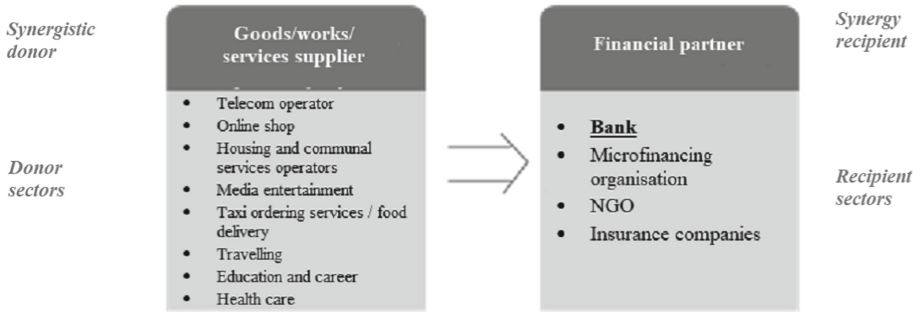 Synergistic
donor
Goods/works/
services supplier
Financial partner
Synergy
recipient
Donor
sectors
• Telecom operator
• Online shop
• Housing and communal
services operators
• Media entertainment
• Taxi ordering services / food
delivery
• Travelling
• Education and career
• Health care
• Bank
• Microfinancing
organisation
• NGO
• Insurance companies
Recipient
sectors